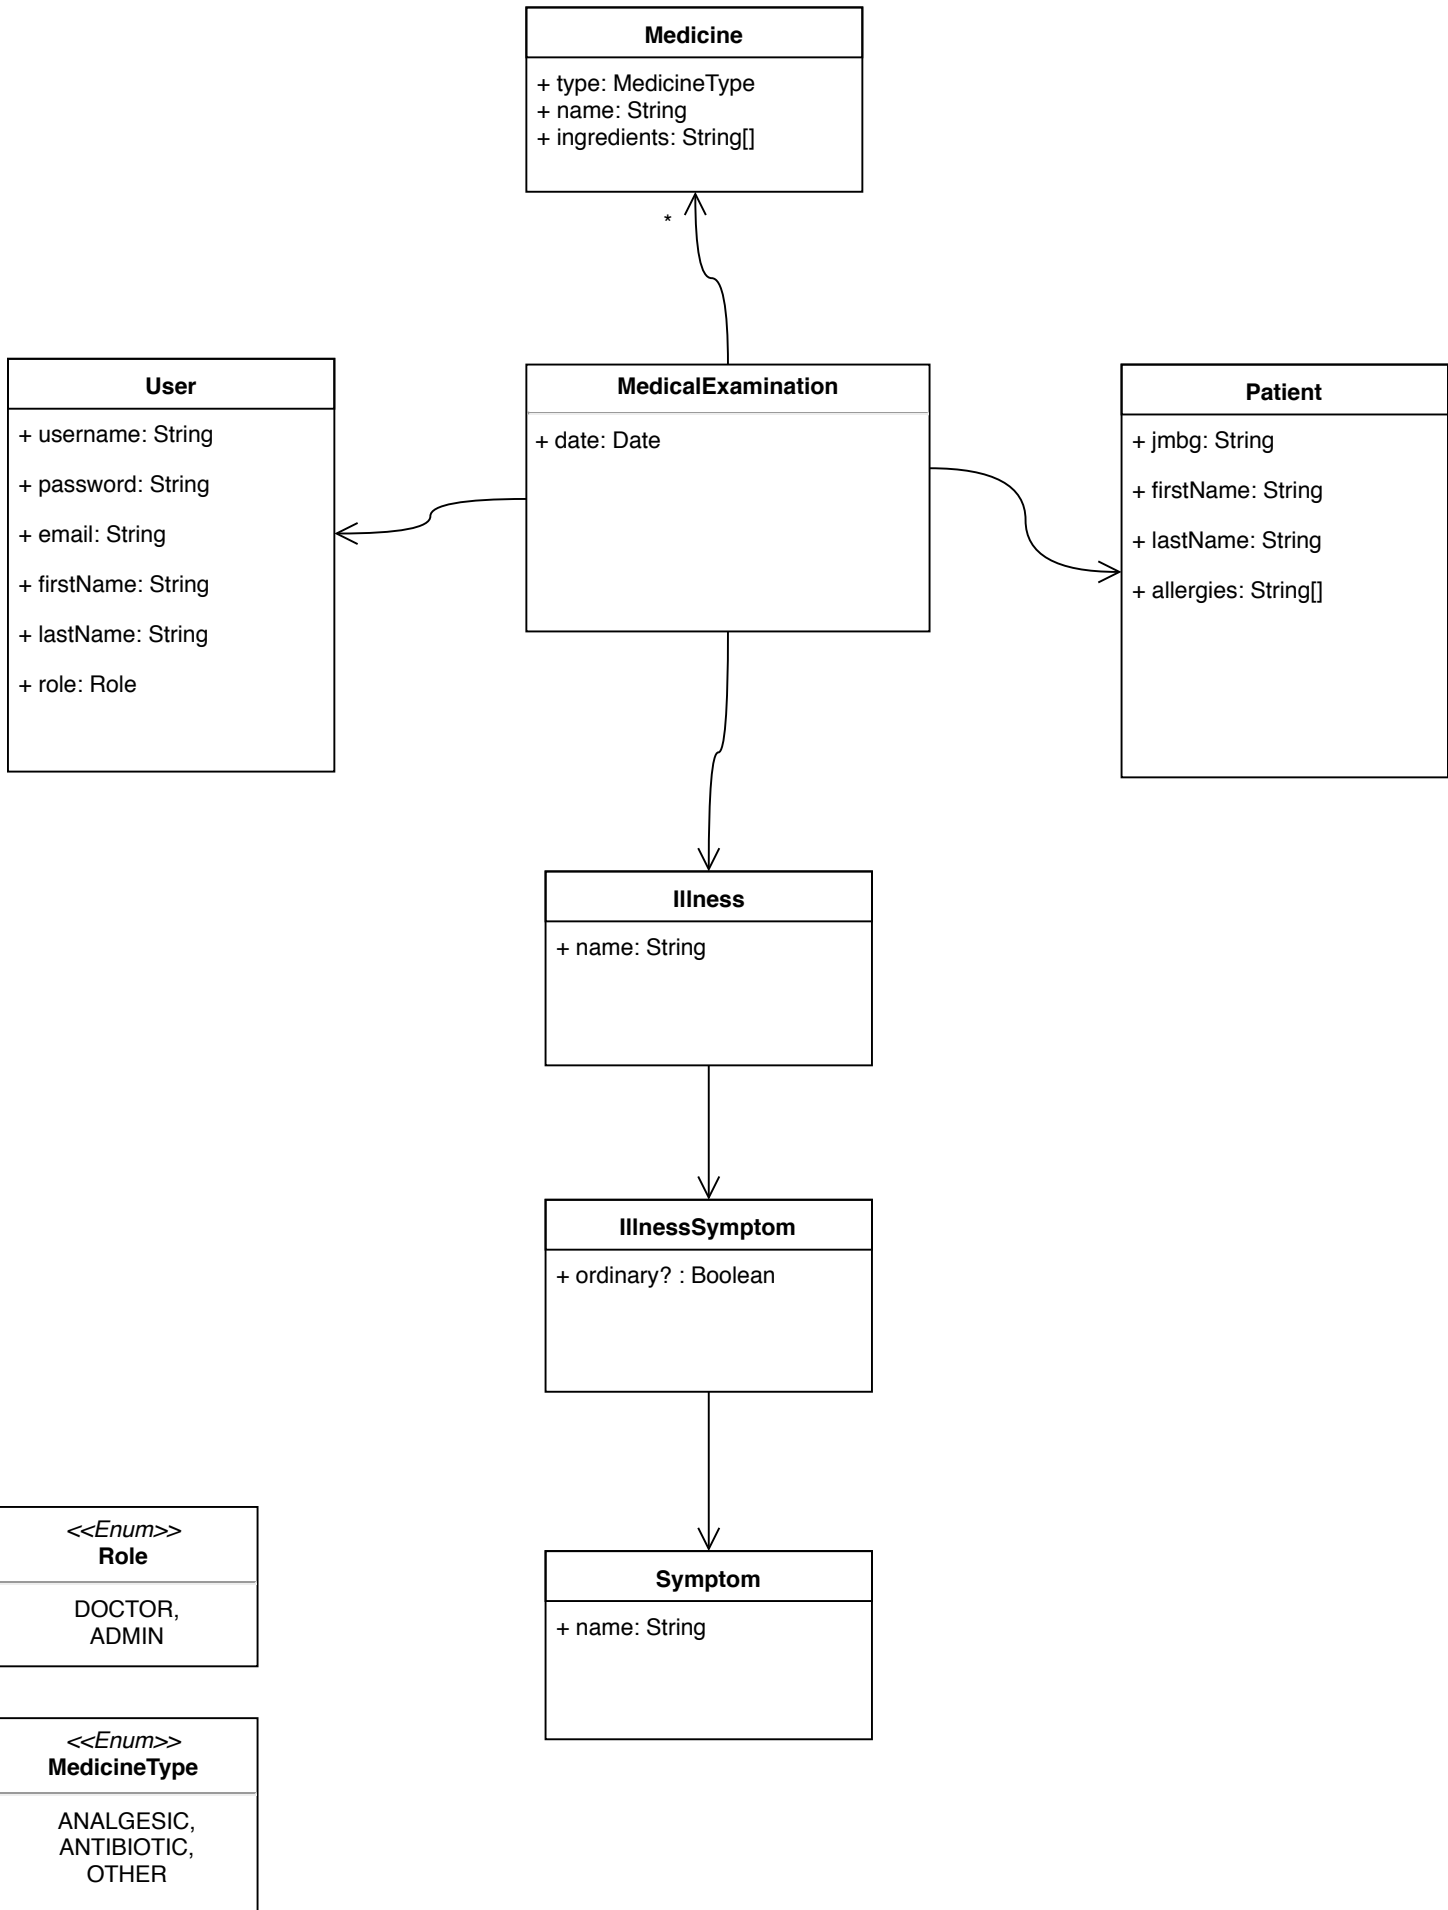 Medicine
+ type: MedicineType
+ name: String
+ ingredients: String[]
*
User
+ username: String
+ password: String
+ email: String
+ firstName: String
+ lastName: String
+ role: Role
MedicalExamination
+ date: Date
Patient
+ jmbg: String
+ firstName: String
+ lastName: String
+ allergies: String[]
Illness
+ name: String
IllnessSymptom
+ ordinary? : Boolean
Symptom
+ name: String
<<Enum>>
Role
DOCTOR,
ADMIN
<<Enum>>
MedicineType
ANALGESIC,
ANTIBIOTIC,
OTHER